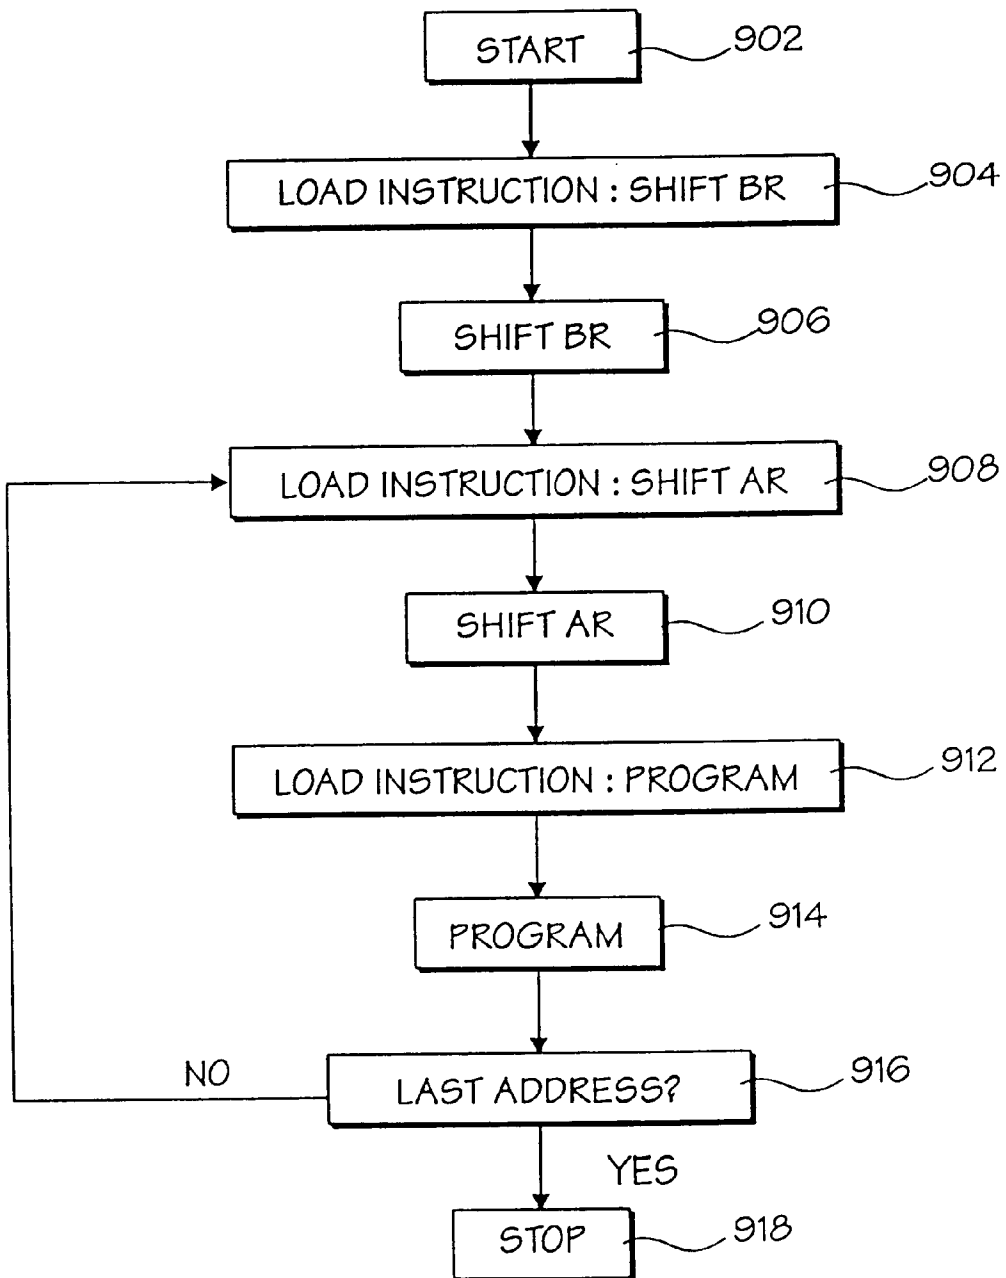 START
902
LOAD INSTRUCTION : SHIFT BR
904
SHIFT BR
906
LOAD INSTRUCTION : SHIFT AR
908
SHIFT AR
910
LOAD INSTRUCTION : PROGRAM
912
PROGRAM
914
NO
LAST ADDRESS?
916
YES
STOP
918